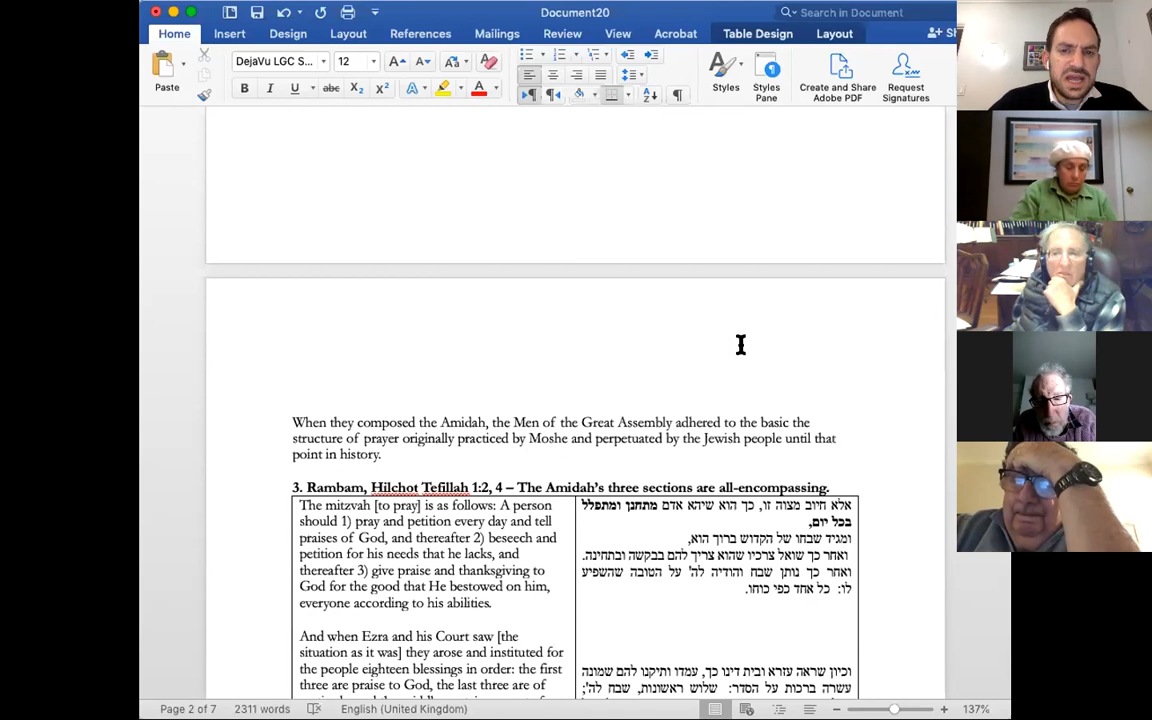 Document20
Search in Document
Home Insert Design Layout References Mailings Review View Acrobat Table Design Layout
DejaVu LGC S... 12
Paste
Styles
Styles
Pane
Create and Share
Adobe PDF
Request
Signatures
When they composed the Amidah, the Men of the Great Assembly adhered to the basic the
structure of prayer originally practiced by Moshe and perpetuated by the Jewish people until that
point in history.
3. Rambam, Hilchot Tefillah 1:2, 4 – The Amidah's three sections are all-encompassing.
The mitzvah [to pray] is as follows: A person
should 1) pray and petition every day and tell
praises of God, and thereafter 2) beseech and
petition for his needs that he lacks, and
thereafter 3) give praise and thanksgiving to
God for the good that He bestowed on him,
everyone according to his abilities.
And when Ezra and his Court saw [the
situation as it was] they arose and instituted for
the people eighteen blessings in order: the first
three are praise to God, the last three are of
אלא חיוב מצוה זו, כך הוא שיהא אדם מתחנן ומתפלל
בכל יום,
ומגיד שבחו של הקדוש ברוך הוא,
ואחר כך שואל צרכיו שהוא צריך להם בבקשה ובתחינה.
ואחר כך נותן שבח והודיה לה' על הטובה שהשפיע
לו: כל אחד כפי כוחו.
וכיון שראה עזרא ובית דינו כך, עמדו ותיקנו להם שמונה
עשרה ברכות על הסדר: שלוש ראשונות, שבח לה';
Page 2 of 7 2311 words English (United Kingdom) 137%